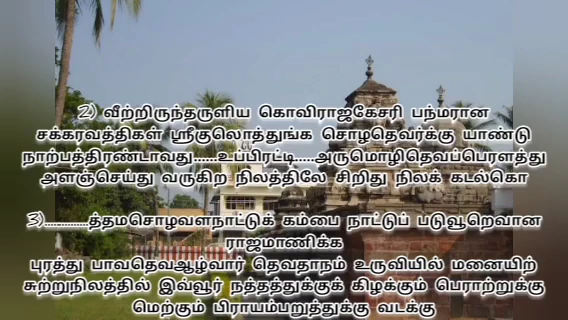 2) வீற்றிருந்தருளிய கொவிராஜகேசரி பன்மரான
சக்கரவத்திகள் ஸ்ரீகுலொத்துங்க சொழதெவர்க்கு யாண்டு
நாற்பத்திரண்டாவது......உப்பிரட்டி.....அருமொழிதெவப்பெரளத்து
அளஞ்செய்து வருகிற நிலத்திலே சிறிது நிலக் கடல்கொ
3)...............த்தமசொழவளநாட்டுக் கம்பை நாட்டுப் படுவூறெவான
ராஜமாணிக்க
புரத்து பாவதெவஆழ்வார் தெவதாநம் உருவியில் மனையிற்
சுற்றுநிலத்தில் இவ்வூர் நத்தத்துக்குக் கிழக்கும் பெராற்றுக்கு
மெற்கும் பிராயம்பறுத்துக்கு வடக்கு